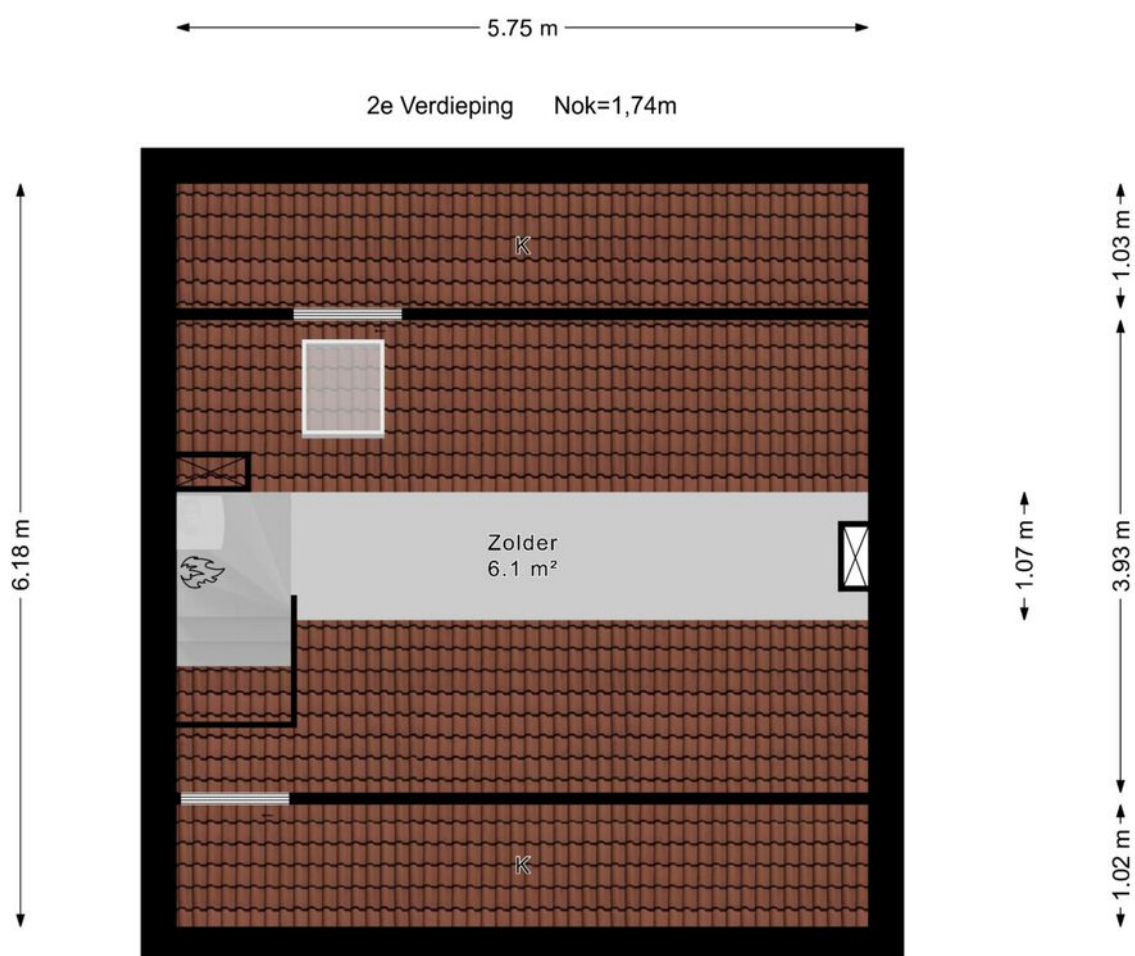 5.75 m
2e Verdieping Nok=1,74m
K
1.03 m
Zolder
6.1 m²
6.18 m
1.07 m
3.93 m
K
1.02 m